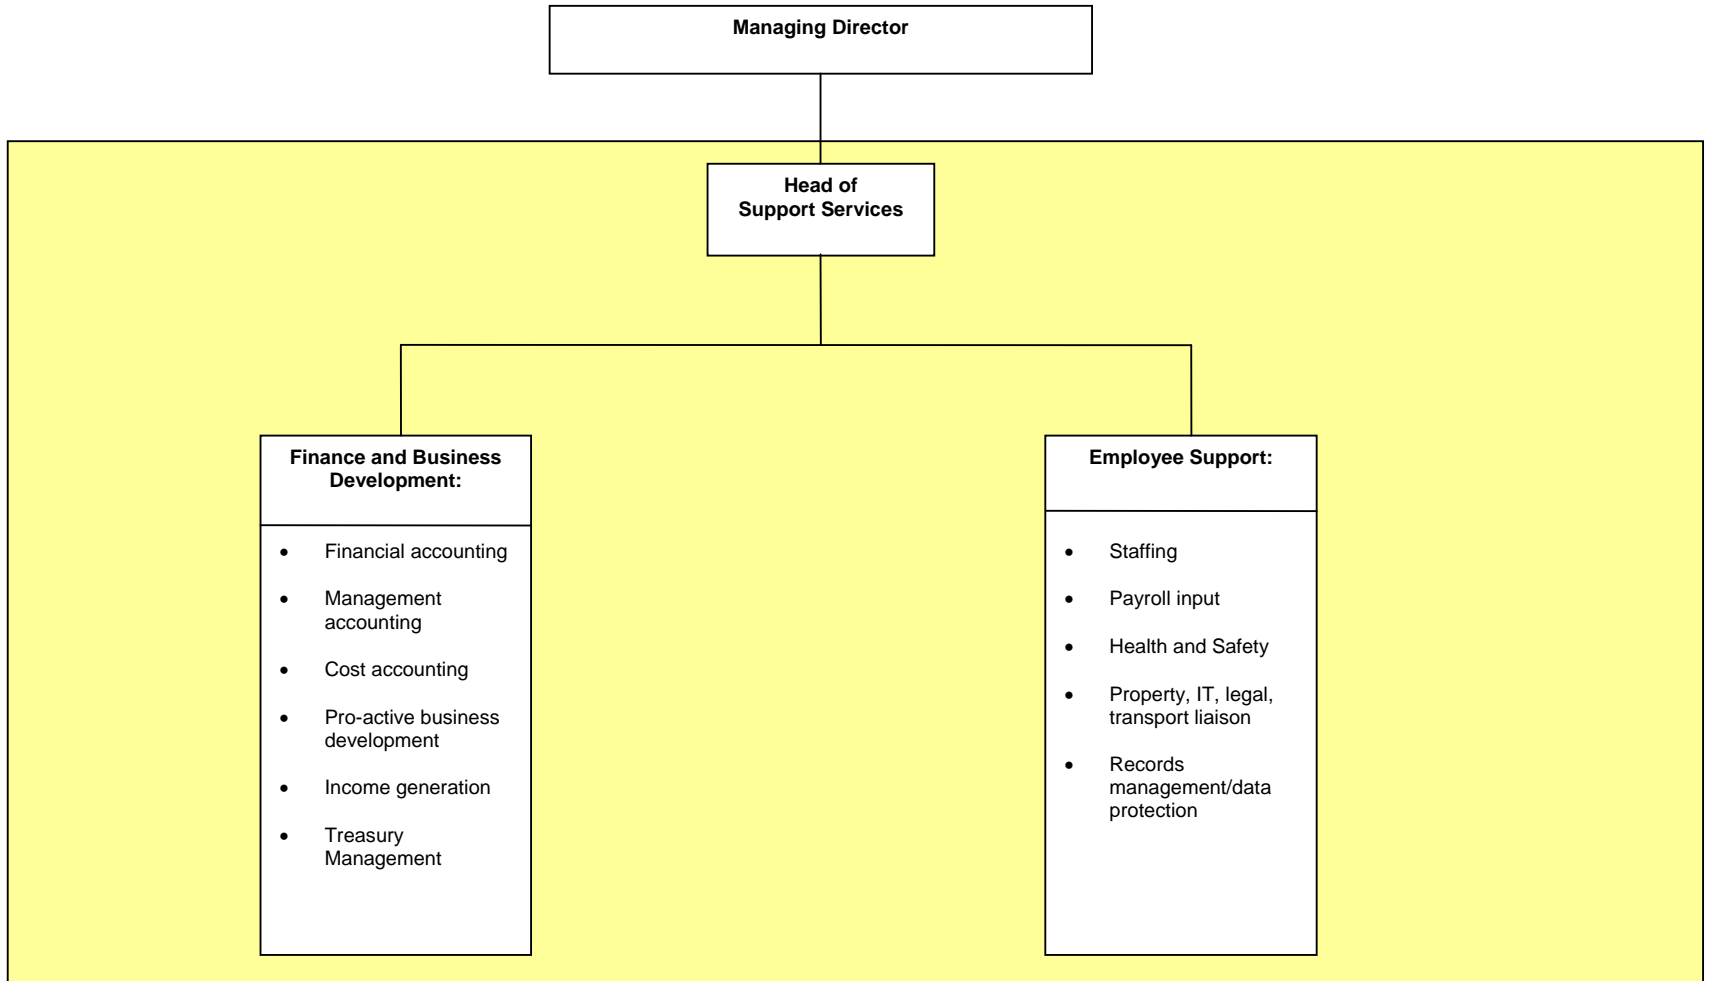 Managing Director
Head of
Support Services
Finance and Business
Development:
• Financial accounting
• Management
accounting
• Cost accounting
• Pro-active business
development
• Income generation
• Treasury
Management
Employee Support:
• Staffing
• Payroll input
• Health and Safety
• Property, IT, legal,
transport liaison
• Records
management/data
protection